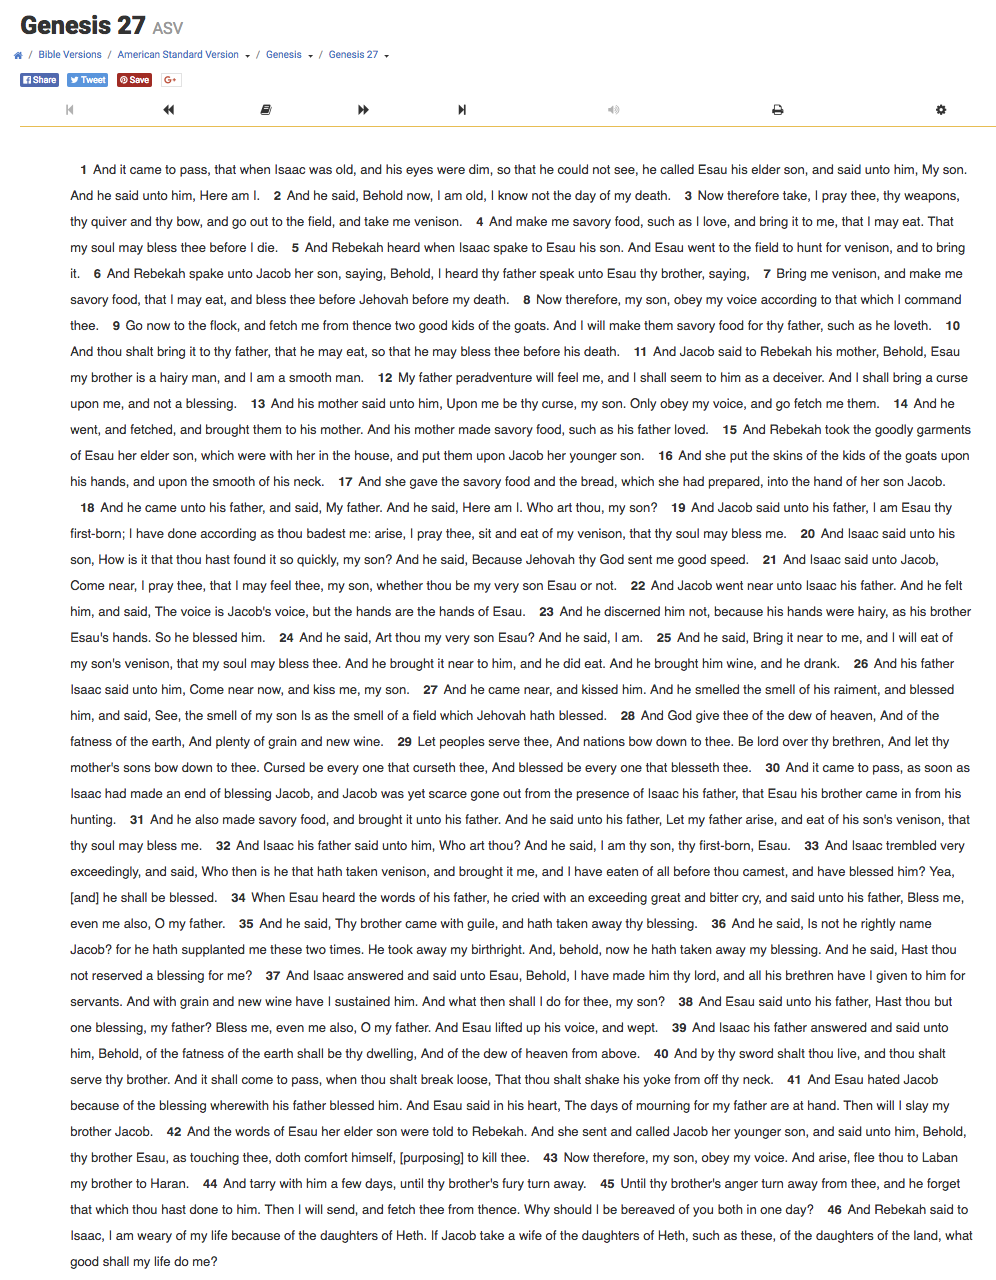 Genesis 27 ASV
/ Bible Versions / American Standard Version / Genesis / Genesis 27
Share Tweet Save G+
1 And it came to pass, that when Isaac was old, and his eyes were dim, so that he could not see, he called Esau his elder son, and said unto him, My son.
And he said unto him, Here am I. 2 And he said, Behold now, I am old, I know not the day of my death. 3 Now therefore take, I pray thee, thy weapons,
thy quiver and thy bow, and go out to the field, and take me venison. 4 And make me savory food, such as I love, and bring it to me, that I may eat. That
my soul may bless thee before I die. 5 And Rebekah heard when Isaac spake to Esau his son. And Esau went to the field to hunt for venison, and to bring
it. 6 And Rebekah spake unto Jacob her son, saying, Behold, I heard thy father speak unto Esau thy brother, saying, 7 Bring me venison, and make me
savory food, that I may eat, and bless thee before Jehovah before my death. 8 Now therefore, my son, obey my voice according to that which I command
thee. 9 Go now to the flock, and fetch me from thence two good kids of the goats. And I will make them savory food for thy father, such as he loveth. 10
And thou shalt bring it to thy father, that he may eat, so that he may bless thee before his death. 11 And Jacob said to Rebekah his mother, Behold, Esau
my brother is a hairy man, and I am a smooth man. 12 My father peradventure will feel me, and I shall seem to him as a deceiver. And I shall bring a curse
upon me, and not a blessing. 13 And his mother said unto him, Upon me be thy curse, my son. Only obey my voice, and go fetch me them. 14 And he
went, and fetched, and brought them to his mother. And his mother made savory food, such as his father loved. 15 And Rebekah took the goodly garments
of Esau her elder son, which were with her in the house, and put them upon Jacob her younger son. 16 And she put the skins of the kids of the goats upon
his hands, and upon the smooth of his neck. 17 And she gave the savory food and the bread, which she had prepared, into the hand of her son Jacob.
18 And he came unto his father, and said, My father. And he said, Here am I. Who art thou, my son? 19 And Jacob said unto his father, I am Esau thy
first-born; I have done according as thou badest me: arise, I pray thee, sit and eat of my venison, that thy soul may bless me. 20 And Isaac said unto his
son, How is it that thou hast found it so quickly, my son? And he said, Because Jehovah thy God sent me good speed. 21 And Isaac said unto Jacob,
Come near, I pray thee, that I may feel thee, my son, whether thou be my very son Esau or not. 22 And Jacob went near unto Isaac his father. And he felt
him, and said, The voice is Jacob's voice, but the hands are the hands of Esau. 23 And he discerned him not, because his hands were hairy, as his brother
Esau's hands. So he blessed him. 24 And he said, Art thou my very son Esau? And he said, I am. 25 And he said, Bring it near to me, and I will eat of
my son's venison, that my soul may bless thee. And he brought it near to him, and he did eat. And he brought him wine, and he drank. 26 And his father
Isaac said unto him, Come near now, and kiss me, my son. 27 And he came near, and kissed him. And he smelled the smell of his raiment, and blessed
him, and said, See, the smell of my son Is as the smell of a field which Jehovah hath blessed. 28 And God give thee of the dew of heaven, And of the
fatness of the earth, And plenty of grain and new wine. 29 Let peoples serve thee, And nations bow down to thee. Be lord over thy brethren, And let thy
mother's sons bow down to thee. Cursed be every one that curseth thee, And blessed be every one that blesseth thee. 30 And it came to pass, as soon as
Isaac had made an end of blessing Jacob, and Jacob was yet scarce gone out from the presence of Isaac his father, that Esau his brother came in from his
hunting. 31 And he also made savory food, and brought it unto his father. And he said unto his father, Let my father arise, and eat of his son's venison, that
thy soul may bless me. 32 And Isaac his father said unto him, Who art thou? And he said, I am thy son, thy first-born, Esau. 33 And Isaac trembled very
exceedingly, and said, Who then is he that hath taken venison, and brought it me, and I have eaten of all before thou camest, and have blessed him? Yea,
[and] he shall be blessed. 34 When Esau heard the words of his father, he cried with an exceeding great and bitter cry, and said unto his father, Bless me,
even me also, O my father. 35 And he said, Thy brother came with guile, and hath taken away thy blessing. 36 And he said, Is not he rightly name
Jacob? for he hath supplanted me these two times. He took away my birthright. And, behold, now he hath taken away my blessing. And he said, Hast thou
not reserved a blessing for me? 37 And Isaac answered and said unto Esau, Behold, I have made him thy lord, and all his brethren have I given to him for
servants. And with grain and new wine have I sustained him. And what then shall I do for thee, my son? 38 And Esau said unto his father, Hast thou but
one blessing, my father? Bless me, even me also, O my father. And Esau lifted up his voice, and wept. 39 And Isaac his father answered and said unto
him, Behold, of the fatness of the earth shall be thy dwelling, And of the dew of heaven from above. 40 And by thy sword shalt thou live, and thou shalt
serve thy brother. And it shall come to pass, when thou shalt break loose, That thou shalt shake his yoke from off thy neck. 41 And Esau hated Jacob
because of the blessing wherewith his father blessed him. And Esau said in his heart, The days of mourning for my father are at hand. Then will I slay my
brother Jacob. 42 And the words of Esau her elder son were told to Rebekah. And she sent and called Jacob her younger son, and said unto him, Behold,
thy brother Esau, as touching thee, doth comfort himself, [purposing] to kill thee. 43 Now therefore, my son, obey my voice. And arise, flee thou to Laban
my brother to Haran. 44 And tarry with him a few days, until thy brother's fury turn away. 45 Until thy brother's anger turn away from thee, and he forget
that which thou hast done to him. Then I will send, and fetch thee from thence. Why should I be bereaved of you both in one day? 46 And Rebekah said to
Isaac, I am weary of my life because of the daughters of Heth. If Jacob take a wife of the daughters of Heth, such as these, of the daughters of the land, what
good shall my life do me?